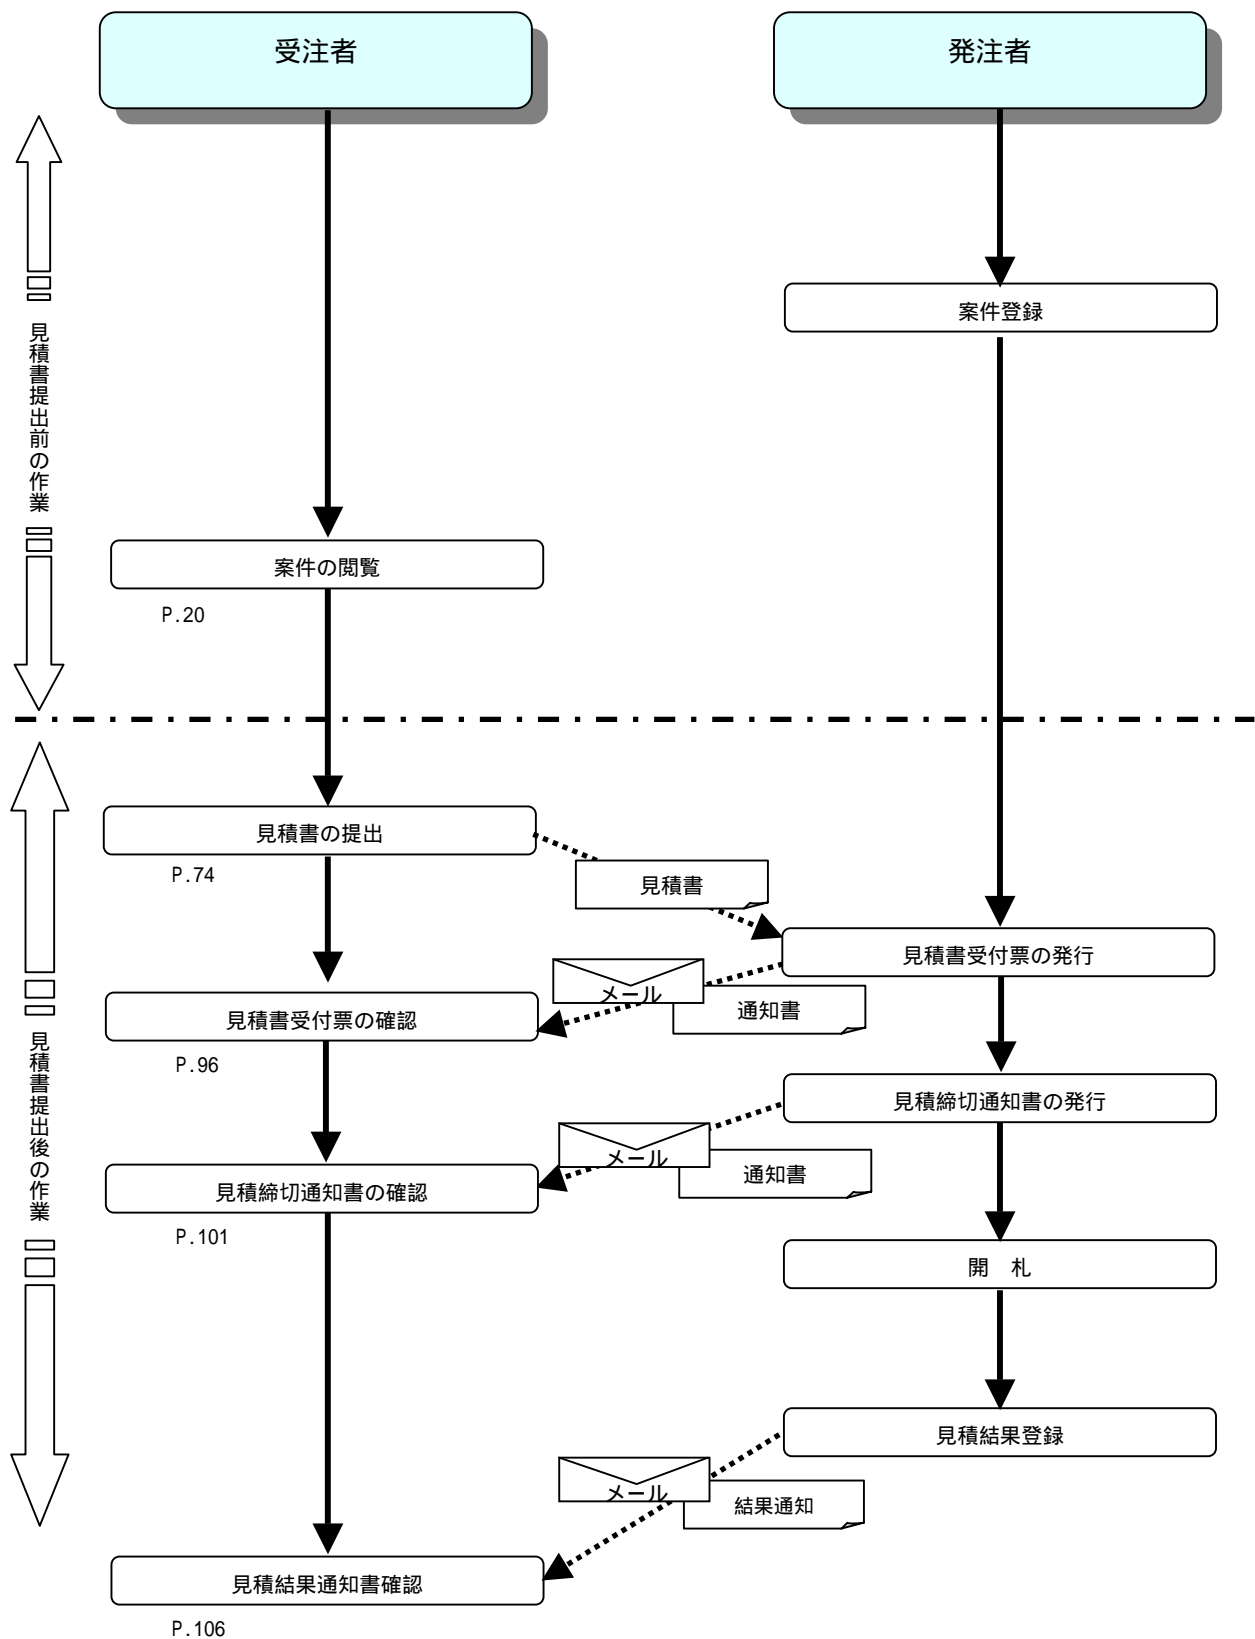 受注者
発注者
案件登録
見積書提出前の作業
案件の閲覧
P.20
見積書の提出
P.74
見積書
見積書受付票の発行
メール
通知書
見積書受付票の確認
P.96
見積書提出後の作業
見積締切通知書の発行
メール
通知書
見積締切通知書の確認
P.101
開　札
見積結果登録
メール
結果通知
見積結果通知書確認
P.106